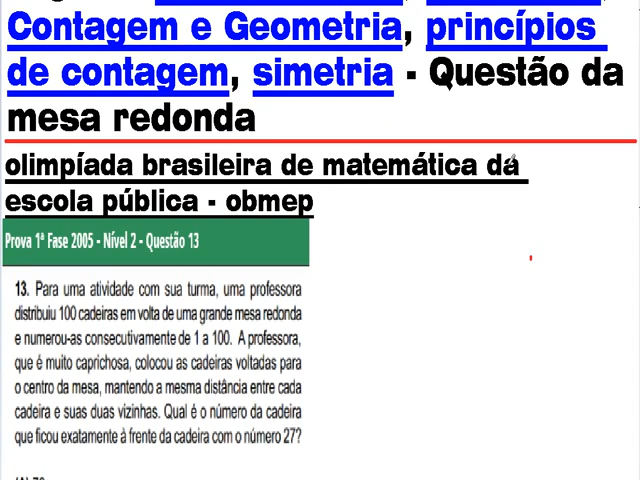 Contagem e Geometria, princípios
de contagem, simetria - Questão da
mesa redonda
olimpíada brasileira de matemática da
escola pública - obmep
Prova 1ª Fase 2005 - Nível 2 - Questão 13
13. Para uma atividade com sua turma, uma professora
distribuiu 100 cadeiras em volta de uma grande mesa redonda
e numerou-as consecutivamente de 1 a 100. A professora,
que é muito caprichosa, colocou as cadeiras voltadas para
o centro da mesa, mantendo a mesma distância entre cada
cadeira e suas duas vizinhas. Qual é o número da cadeira
que ficou exatamente à frente da cadeira com o número 27?